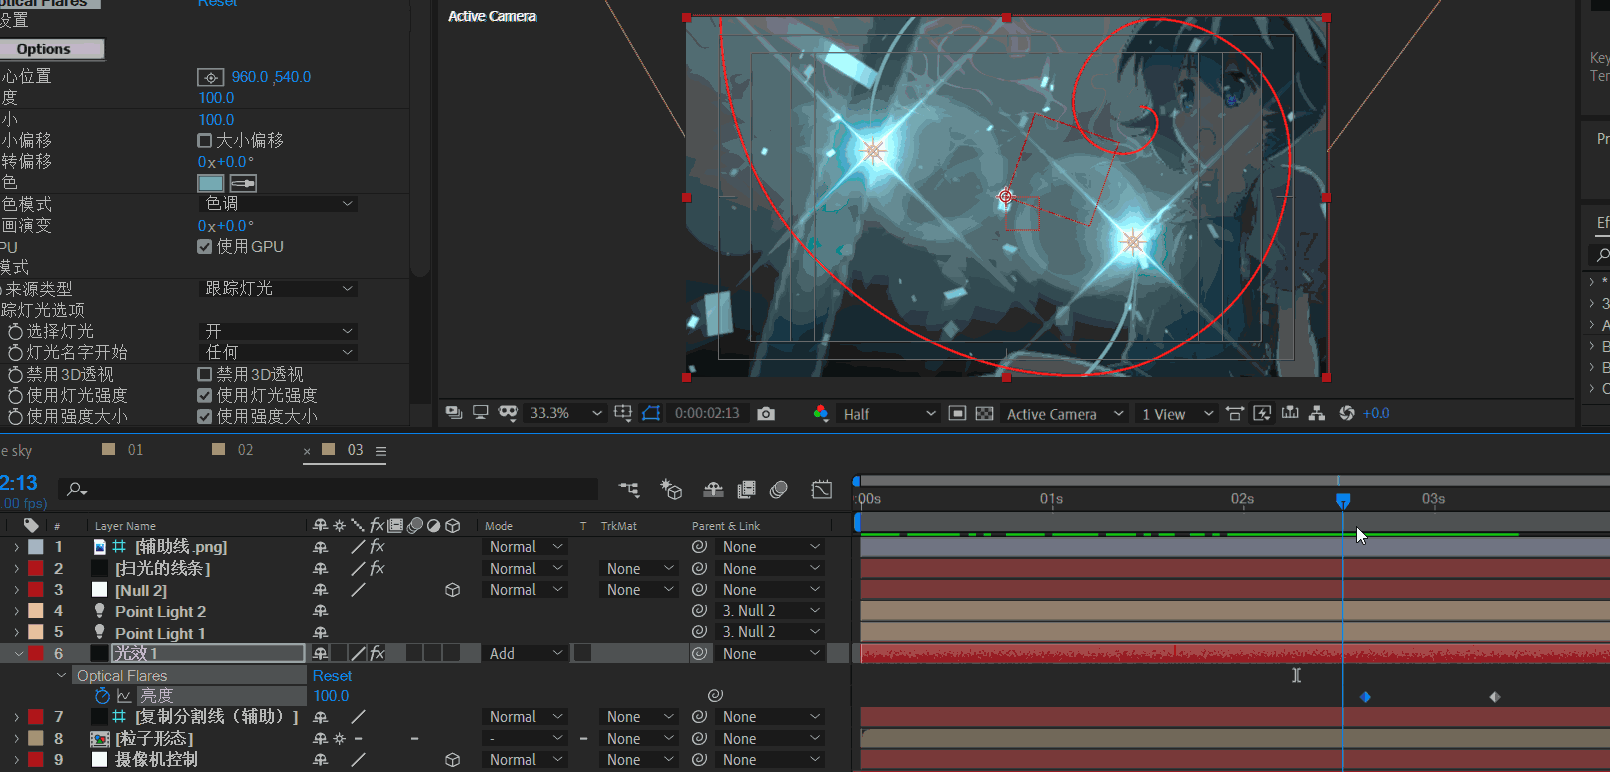 Optical Flares Reset
设置
Options
心位置 960.0 ,540.0
度 100.0
小 100.0
小偏移 大小偏移
转偏移 0x+0.0°
色
色模式 色调
画演变 0x+0.0°
PU 使用GPU
模式
来源类型 跟踪灯光
踪灯光选项
选择灯光 开
灯光名字开始 任何
禁用3D透视 禁用3D透视
使用灯光强度 使用灯光强度
使用强度大小 使用强度大小
Active Camera
33.3% 0:00:02:13 Half Active Camera 1 View +0.0
Key
Ter
Pr
Ef
*
3
A
B
B
C
e sky 01 02 × 03
2:13
.00 fps)
:00s 01s 02s 03s
# Layer Name fx Mode T TrkMat Parent & Link
1 [辅助线.png] fx Normal None
2 [扫光的线条] fx Normal None None
3 [Null 2] Normal None None
4 Point Light 2 3. Null 2
5 Point Light 1 3. Null 2
6 光效1 fx Add None
Optical Flares Reset
亮度 100.0
7 [复制分割线（辅助）] Normal None None
8 [粒子形态] - None None
9 摄像机控制 Normal None None